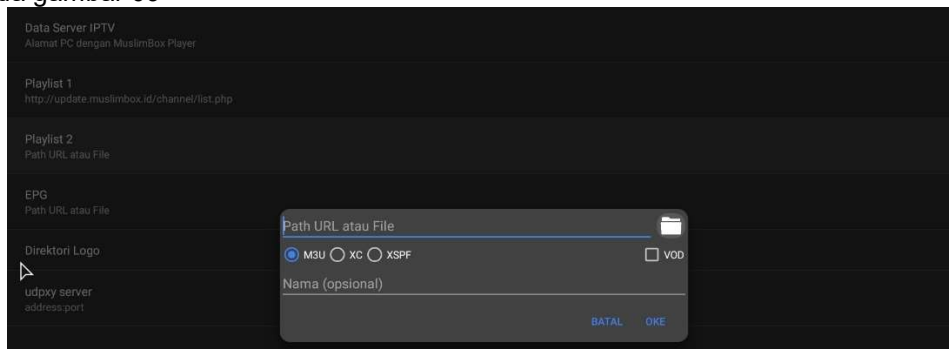 Data Server IPTV
Alamat PC dengan MuslimBox Player
Playlist 1
http://update.muslimbox.id/channel/list.php
Playlist 2
Path URL atau File
EPG
Path URL atau File
Direktori Logo
udpxy server
address:port
Path URL atau File
M3U XC XSPF VOD
Nama (opsional)
BATAL OKE